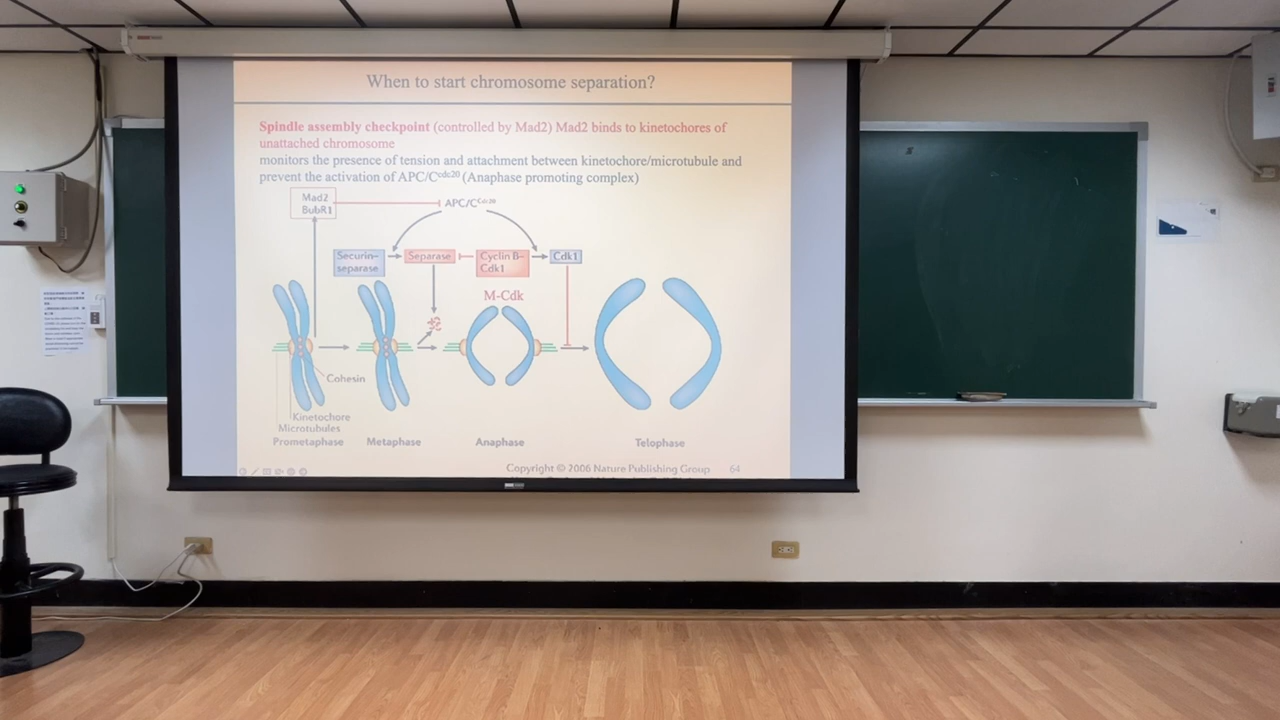 When to start chromosome separation?
Spindle assembly checkpoint (controlled by Mad2) Mad2 binds to kinetochores of
unattached chromosome
monitors the presence of tension and attachment between kinetochore/microtubule and
prevent the activation of APC/Ccdc20 (Anaphase promoting complex)
Mad2
BubR1
APC/CCdc20
Securin-
separase
Separase
Cyclin B-
Cdk1
Cdk1
M-Cdk
Cohesin
Kinetochore
Microtubules
Prometaphase
Metaphase
Anaphase
Telophase
Copyright © 2006 Nature Publishing Group
64